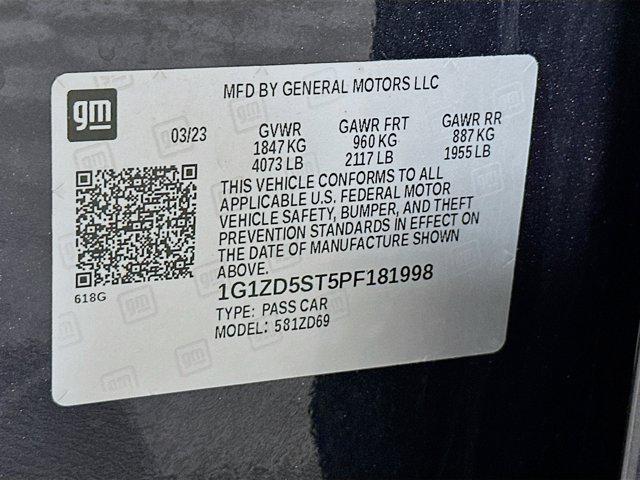 MFD BY GENERAL MOTORS LLC
gm
03/23
GVWR
1847 KG
4073 LB
GAWR FRT
960 KG
2117 LB
GAWR RR
887 KG
1955 LB
THIS VEHICLE CONFORMS TO ALL
APPLICABLE U.S. FEDERAL MOTOR
VEHICLE SAFETY, BUMPER, AND THEFT
PREVENTION STANDARDS IN EFFECT ON
THE DATE OF MANUFACTURE SHOWN
ABOVE.
618G
1G1ZD5ST5PF181998
TYPE: PASS CAR
MODEL: 581ZD69